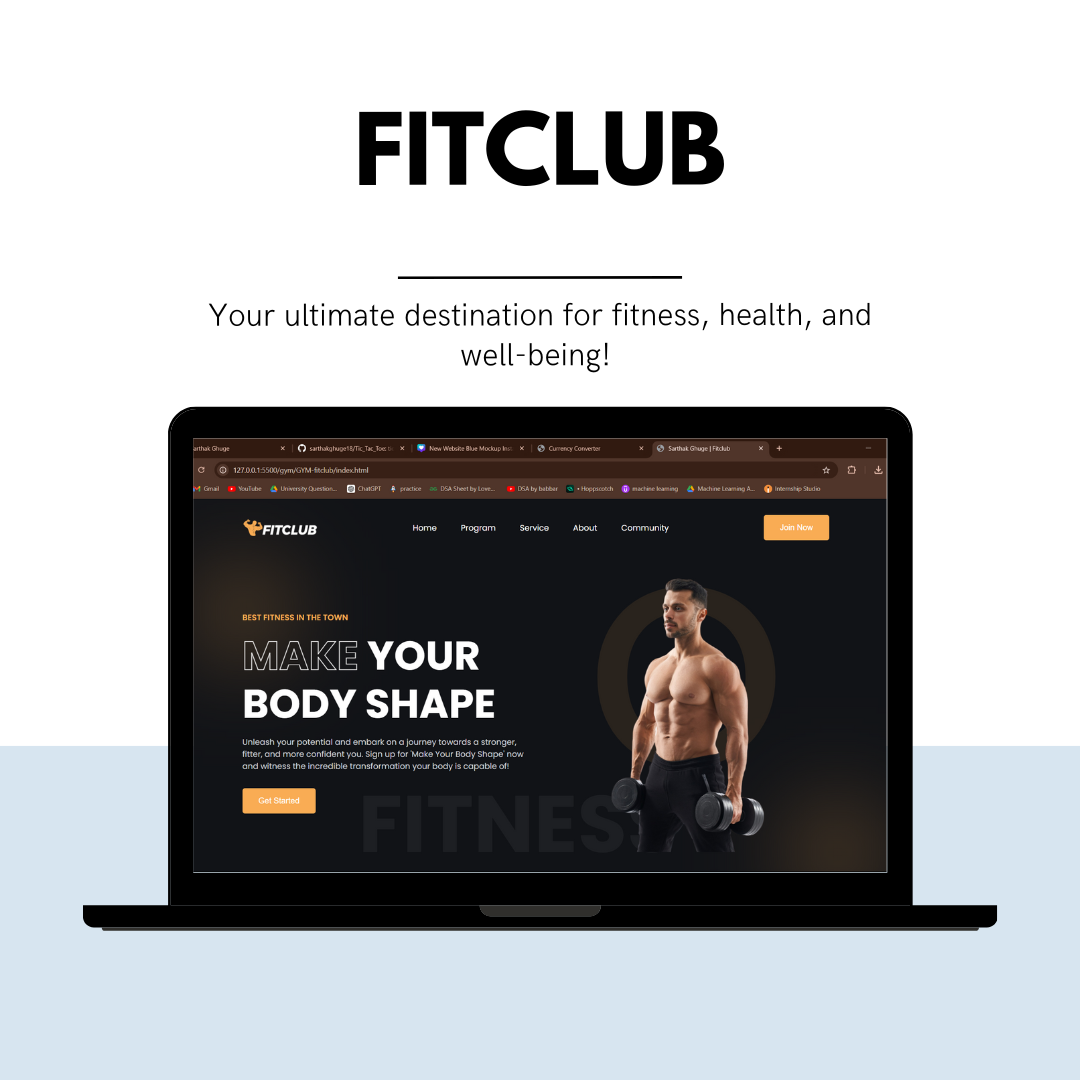 FITCLUB
Your ultimate destination for fitness, health, and
well-being!
arthak Ghuge
sarthakghuge18/Tic_Tac_Toe: t
New Website Blue Mockup Inst
Currency Converter
Sarthak Ghuge | Fitclub
127.0.0.1:5500/gym/GYM-fitclub/index.html
Gmail YouTube University Question... ChatGPT practice DSA Sheet by Love... DSA by babbar • Hoppscotch machine learning Machine Learning A... Internship Studio
FITCLUB
Home Program Service About Community
Join Now
BEST FITNESS IN THE TOWN
MAKE YOUR
BODY SHAPE
Unleash your potential and embark on a journey towards a stronger,
fitter, and more confident you. Sign up for 'Make Your Body Shape' now
and witness the incredible transformation your body is capable of!
Get Started
FITNESS